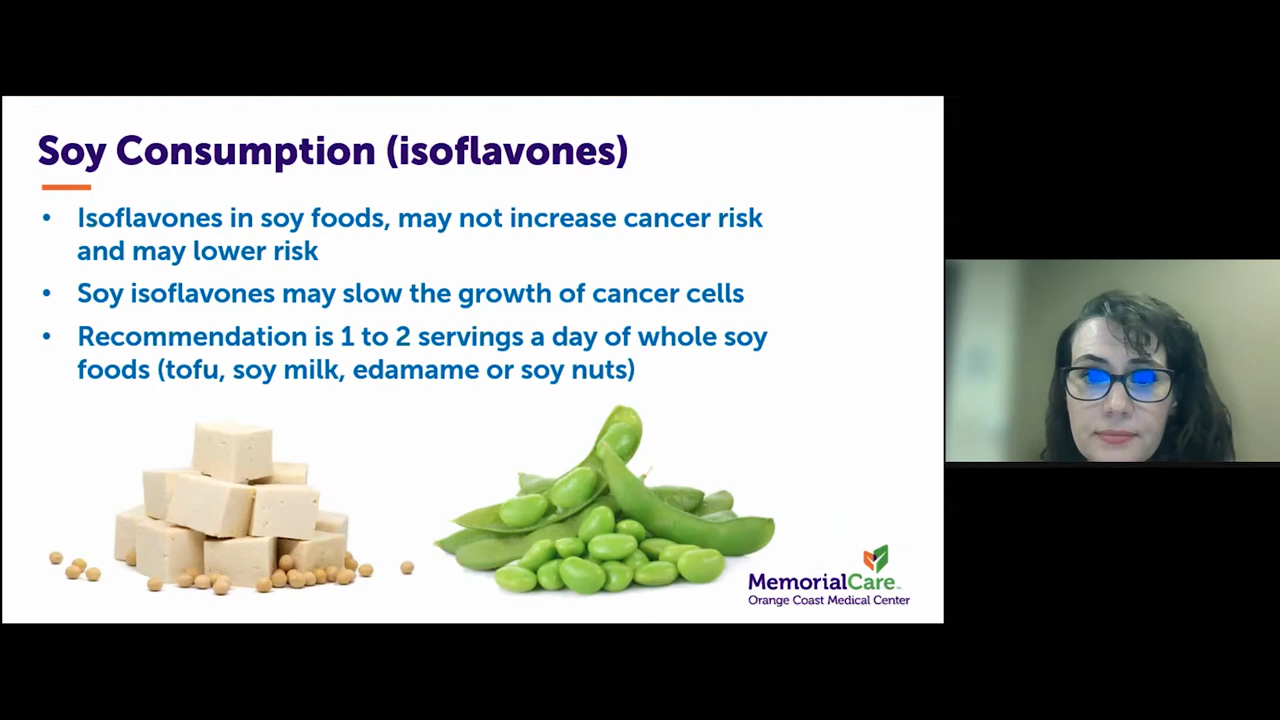 Soy Consumption (isoflavones)
• Isoflavones in soy foods, may not increase cancer risk
and may lower risk
• Soy isoflavones may slow the growth of cancer cells
• Recommendation is 1 to 2 servings a day of whole soy
foods (tofu, soy milk, edamame or soy nuts)
MemorialCare™
Orange Coast Medical Center